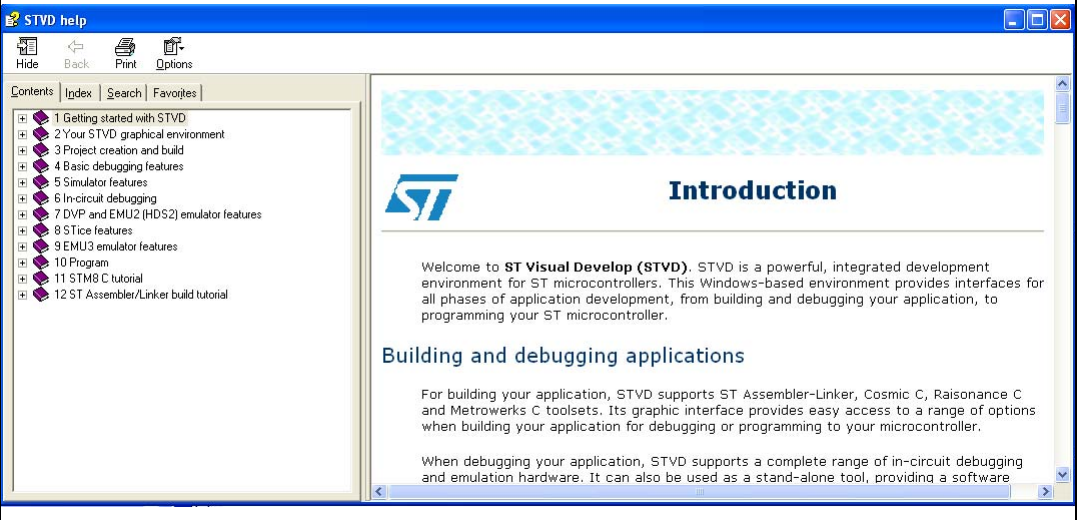 STVD help
Hide Back Print Options
Contents Index Search Favorites
1 Getting started with STVD
2 Your STVD graphical environment
3 Project creation and build
4 Basic debugging features
5 Simulator features
6 In-circuit debugging
7 DVP and EMU2 (HDS2) emulator features
8 STice features
9 EMU3 emulator features
10 Program
11 STM8 C tutorial
12 ST Assembler/Linker build tutorial
ST
Introduction
Welcome to ST Visual Develop (STVD). STVD is a powerful, integrated development
environment for ST microcontrollers. This Windows-based environment provides interfaces for
all phases of application development, from building and debugging your application, to
programming your ST microcontroller.
Building and debugging applications
For building your application, STVD supports ST Assembler-Linker, Cosmic C, Raisonance C
and Metrowerks C toolsets. Its graphic interface provides easy access to a range of options
when building your application for debugging or programming to your microcontroller.
When debugging your application, STVD supports a complete range of in-circuit debugging
and emulation hardware. It can also be used as a stand-alone tool, providing a software